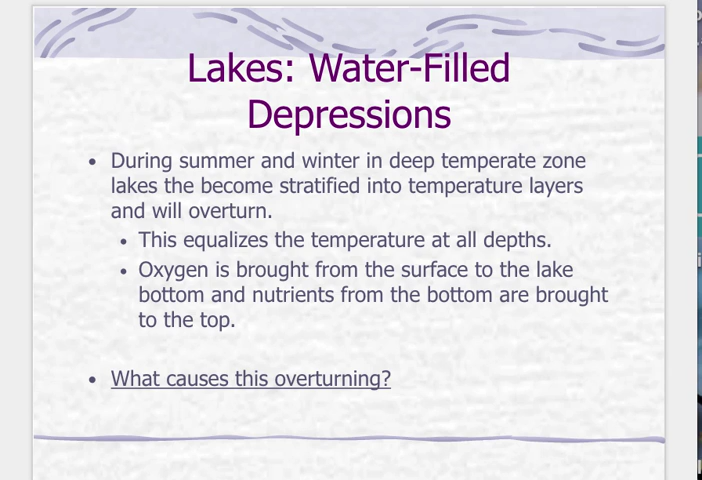 Lakes: Water-Filled
Depressions
• During summer and winter in deep temperate zone
lakes the become stratified into temperature layers
and will overturn.
• This equalizes the temperature at all depths.
• Oxygen is brought from the surface to the lake
bottom and nutrients from the bottom are brought
to the top.
• What causes this overturning?